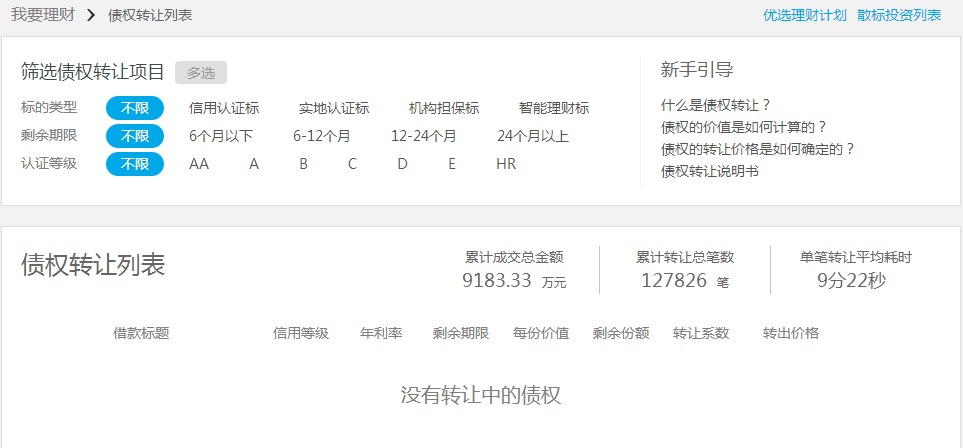 我要理财 > 债权转让列表 优选理财计划 散标投资列表
筛选债权转让项目 多选
标的类型 不限 信用认证标 实地认证标 机构担保标 智能理财标
剩余期限 不限 6个月以下 6-12个月 12-24个月 24个月以上
认证等级 不限 AA A B C D E HR
新手引导
什么是债权转让？
债权的价值是如何计算的？
债权的转让价格是如何确定的？
债权转让说明书
债权转让列表
累计成交总金额 累计转让总笔数 单笔转让平均耗时
9183.33 万元 127826 笔 9分22秒
借款标题 信用等级 年利率 剩余期限 每份价值 剩余份额 转让系数 转出价格
没有转让中的债权